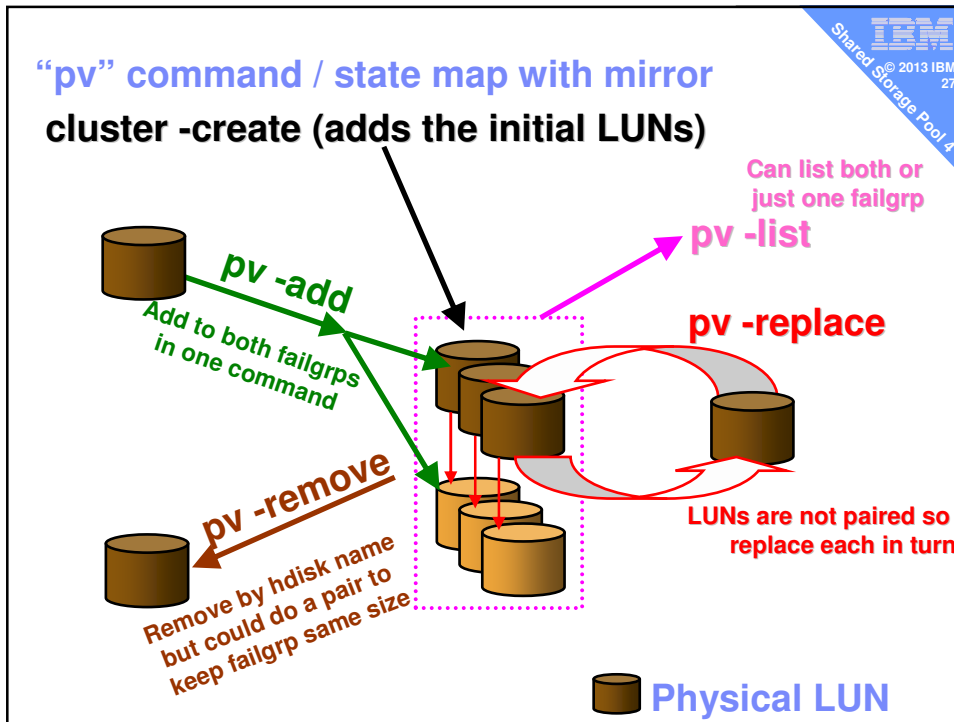 “pv” command / state map with mirror
cluster -create (adds the initial LUNs)
IBM
© 2013 IBM
27
Shared Storage Pool 4
Can list both or
just one failgrp
pv -list
pv -add
Add to both failgrps
in one command
pv -replace
pv -remove
LUNs are not paired so
replace each in turn
Remove by hdisk name
but could do a pair to
keep failgrp same size
Physical LUN